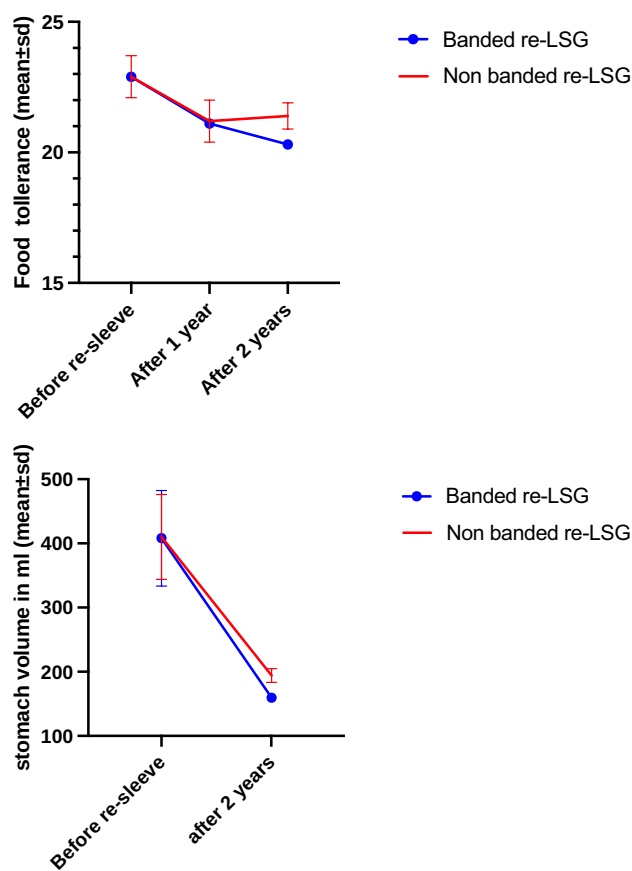 Food tollerance (mean±sd)
25
20
15
Before re-sleeve
After 1 year
After 2 years
Banded re-LSG
Non banded re-LSG
stomach volume in ml (mean±sd)
500
400
300
200
100
Before re-sleeve
after 2 years
Banded re-LSG
Non banded re-LSG